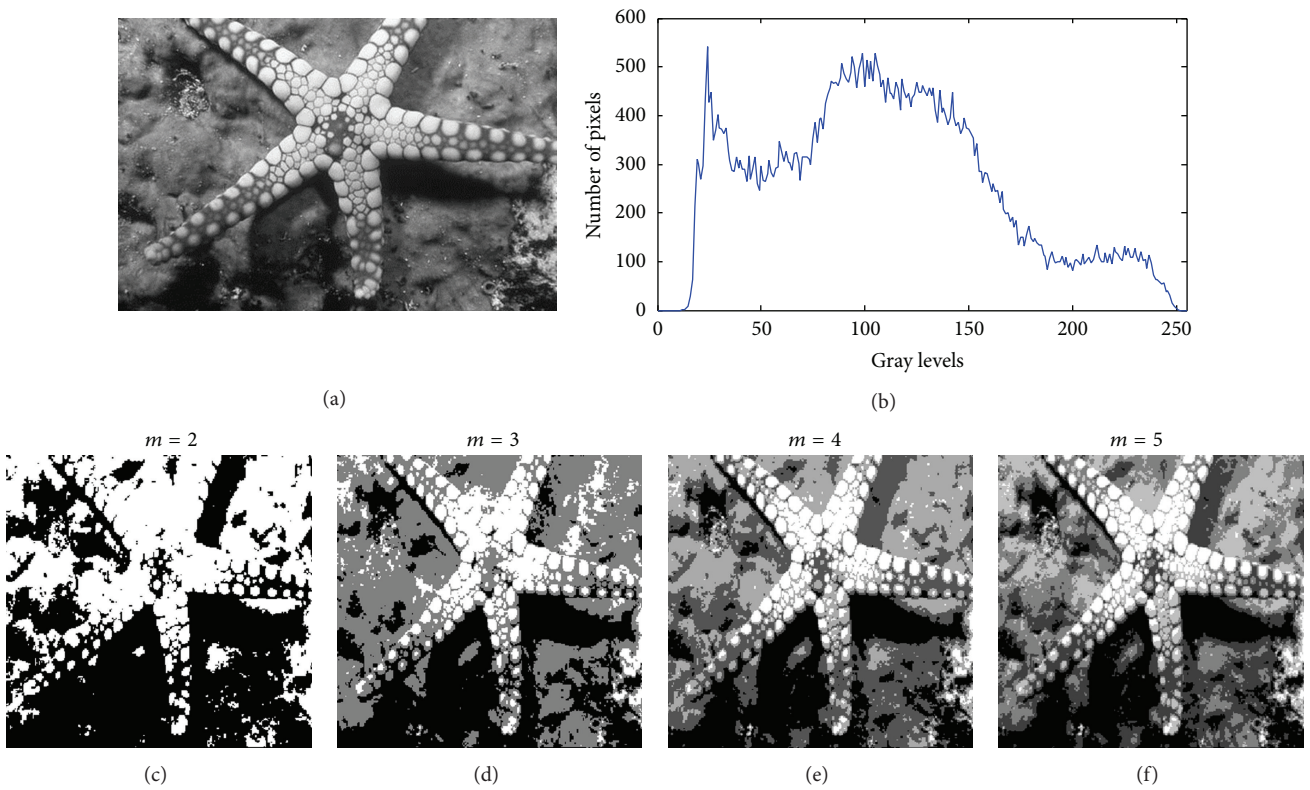 600
500
400
300
200
100
0
Number of pixels
0 50 100 150 200 250
Gray levels
(a)
(b)
m = 2
m = 3
m = 4
m = 5
(c)
(d)
(e)
(f)